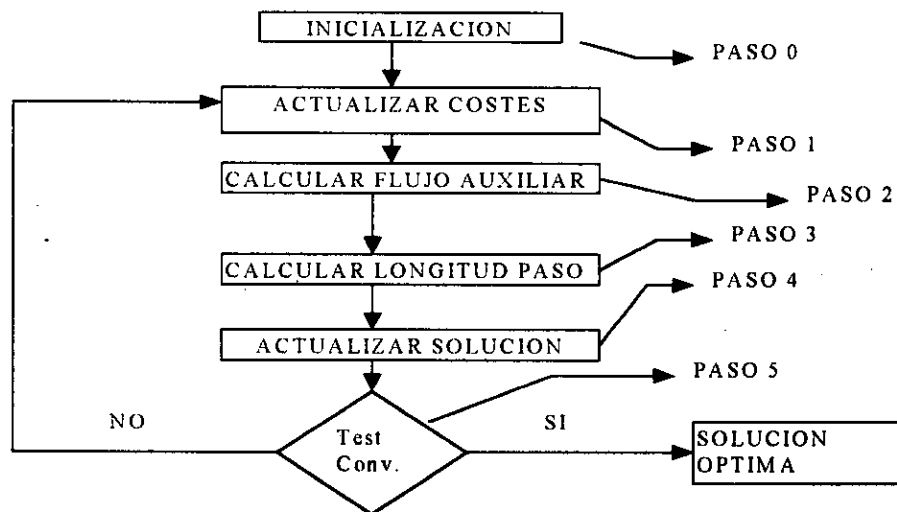 INICIALIZACION
PASO 0
ACTUALIZAR COSTES
PASO 1
CALCULAR FLUJO AUXILIAR
PASO 2
PASO 3
CALCULAR LONGITUD PASO
PASO 4
ACTUALIZAR SOLUCION
PASO 5
NO
SI
Test
Conv.
SOLUCION
OPTIMA